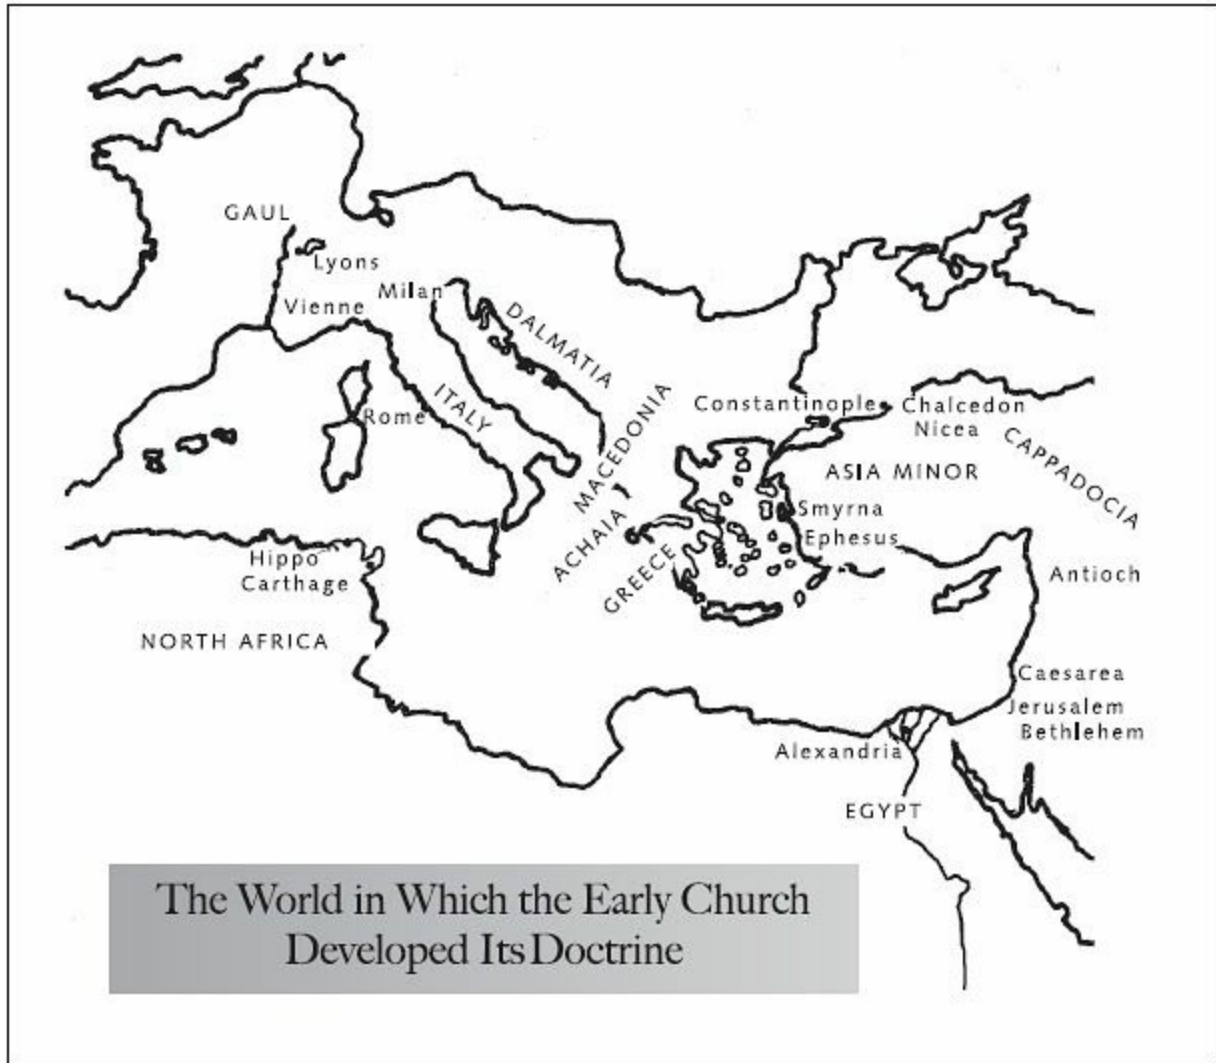 GAUL
Lyons
Vienne
Milan
DALMATIA
ITALY
Rome
MACEDONIA
ACHAIA
GREECE
Constantinople
Chalcedon
Nicea
CAPPADOCIA
ASIA MINOR
Smyrna
Ephesus
Antioch
Hippo
Carthage
NORTH AFRICA
Caesarea
Jerusalem
Bethlehem
Alexandria
EGYPT
The World in Which the Early Church
Developed Its Doctrine